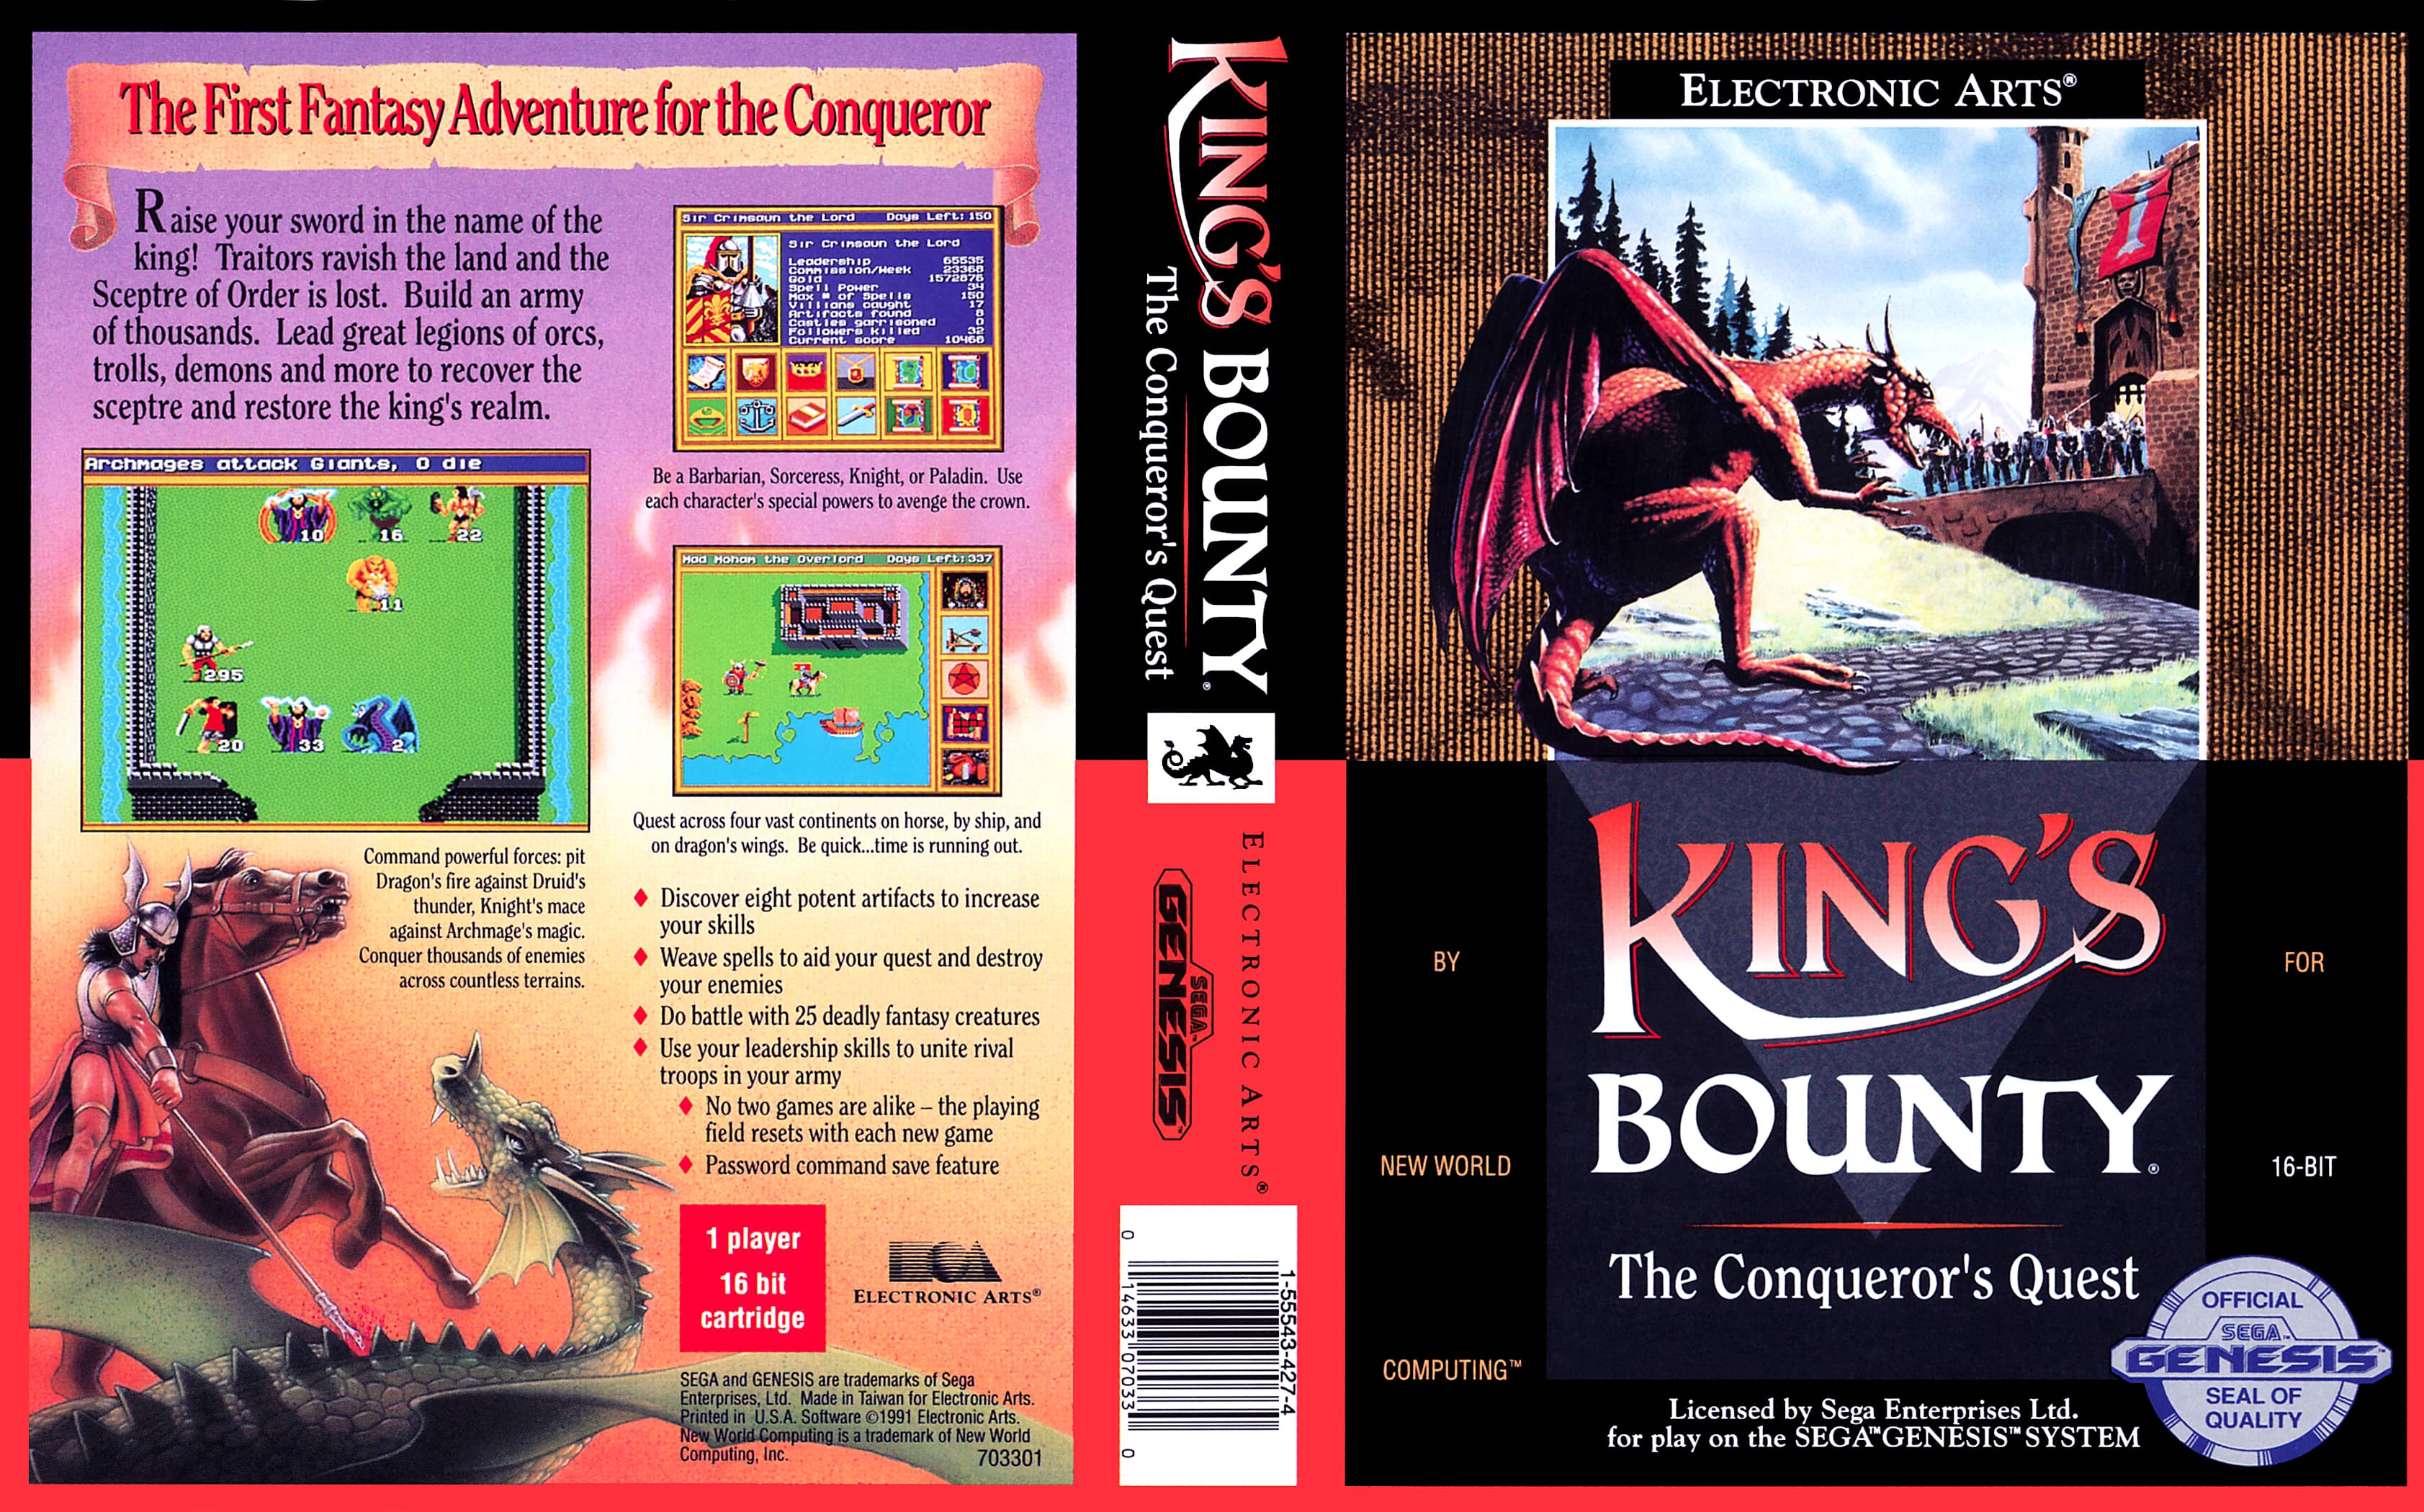 The First Fantasy Adventure for the Conqueror
Raise your sword in the name of the
king! Traitors ravish the land and the
Sceptre of Order is lost. Build an army
of thousands. Lead great legions of orcs,
trolls, demons and more to recover the
sceptre and restore the king's realm.
Archmages attack Giants, 0 die
10
16
22
11
295
20
33
2
Command powerful forces: pit
Dragon's fire against Druid's
thunder, Knight's mace
against Archmage's magic.
Conquer thousands of enemies
across countless terrains.
Sir Crimsaun the Lord Days Left:150
Sir Crimsaun the Lord
Leadership 65535
Commission/Week 23368
Gold 1572876
Spell Power 34
Max # of Spells 150
Villians caught 17
Artifacts found 8
Castles garrisoned 0
Followers killed 32
Current score 10468
Be a Barbarian, Sorceress, Knight, or Paladin. Use
each character's special powers to avenge the crown.
Mad Moham the Overlord Days Left:337
Quest across four vast continents on horse, by ship, and
on dragon's wings. Be quick...time is running out.
♦ Discover eight potent artifacts to increase
your skills
♦ Weave spells to aid your quest and destroy
your enemies
♦ Do battle with 25 deadly fantasy creatures
♦ Use your leadership skills to unite rival
troops in your army
♦ No two games are alike – the playing
field resets with each new game
♦ Password command save feature
1 player
16 bit
cartridge
ELECTRONIC ARTS®
SEGA and GENESIS are trademarks of Sega
Enterprises, Ltd. Made in Taiwan for Electronic Arts.
Printed in U.S.A. Software ©1991 Electronic Arts.
New World Computing is a trademark of New World
Computing, Inc.
703301
KING'S BOUNTY®
The Conqueror's Quest
ELECTRONIC ARTS®
SEGA™
GENESIS™
1-55543-427-4
0 14633 07033 0
ELECTRONIC ARTS®
KING'S
BOUNTY®
The Conqueror's Quest
BY
NEW WORLD
COMPUTING™
FOR
16-BIT
OFFICIAL
SEGA™
GENESIS™
SEAL OF
QUALITY
Licensed by Sega Enterprises Ltd.
for play on the SEGA™ GENESIS™ SYSTEM